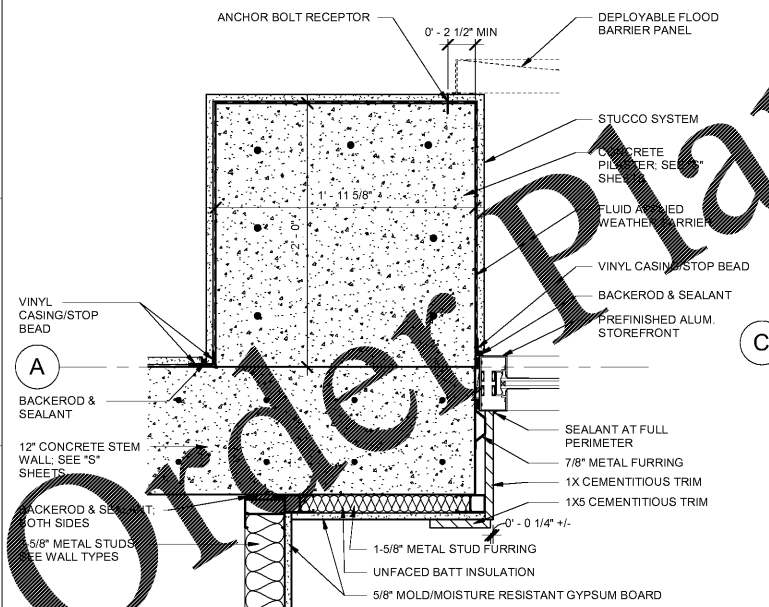 ANCHOR BOLT RECEPTOR
0' - 2 1/2" MIN
DEPLOYABLE FLOOD
BARRIER PANEL
STUCCO SYSTEM
CONCRETE
PILASTER; SEE "S"
SHEETS
1' - 11 5/8"
2' - 0"
FLUID APPLIED
WEATHER BARRIER
VINYL CASING/STOP BEAD
BACKEROD & SEALANT
PREFINISHED ALUM.
STOREFRONT
VINYL
CASING/STOP
BEAD
A
C
BACKEROD &
SEALANT
12" CONCRETE STEM
WALL; SEE "S"
SHEETS
BACKEROD & SEALANT;
BOTH SIDES
-5/8" METAL STUDS;
SEE WALL TYPES
SEALANT AT FULL
PERIMETER
7/8" METAL FURRING
1X CEMENTITIOUS TRIM
1X5 CEMENTITIOUS TRIM
0' - 0 1/4" +/-
1-5/8" METAL STUD FURRING
UNFACED BATT INSULATION
5/8" MOLD/MOISTURE RESISTANT GYPSUM BOARD
Order Pla